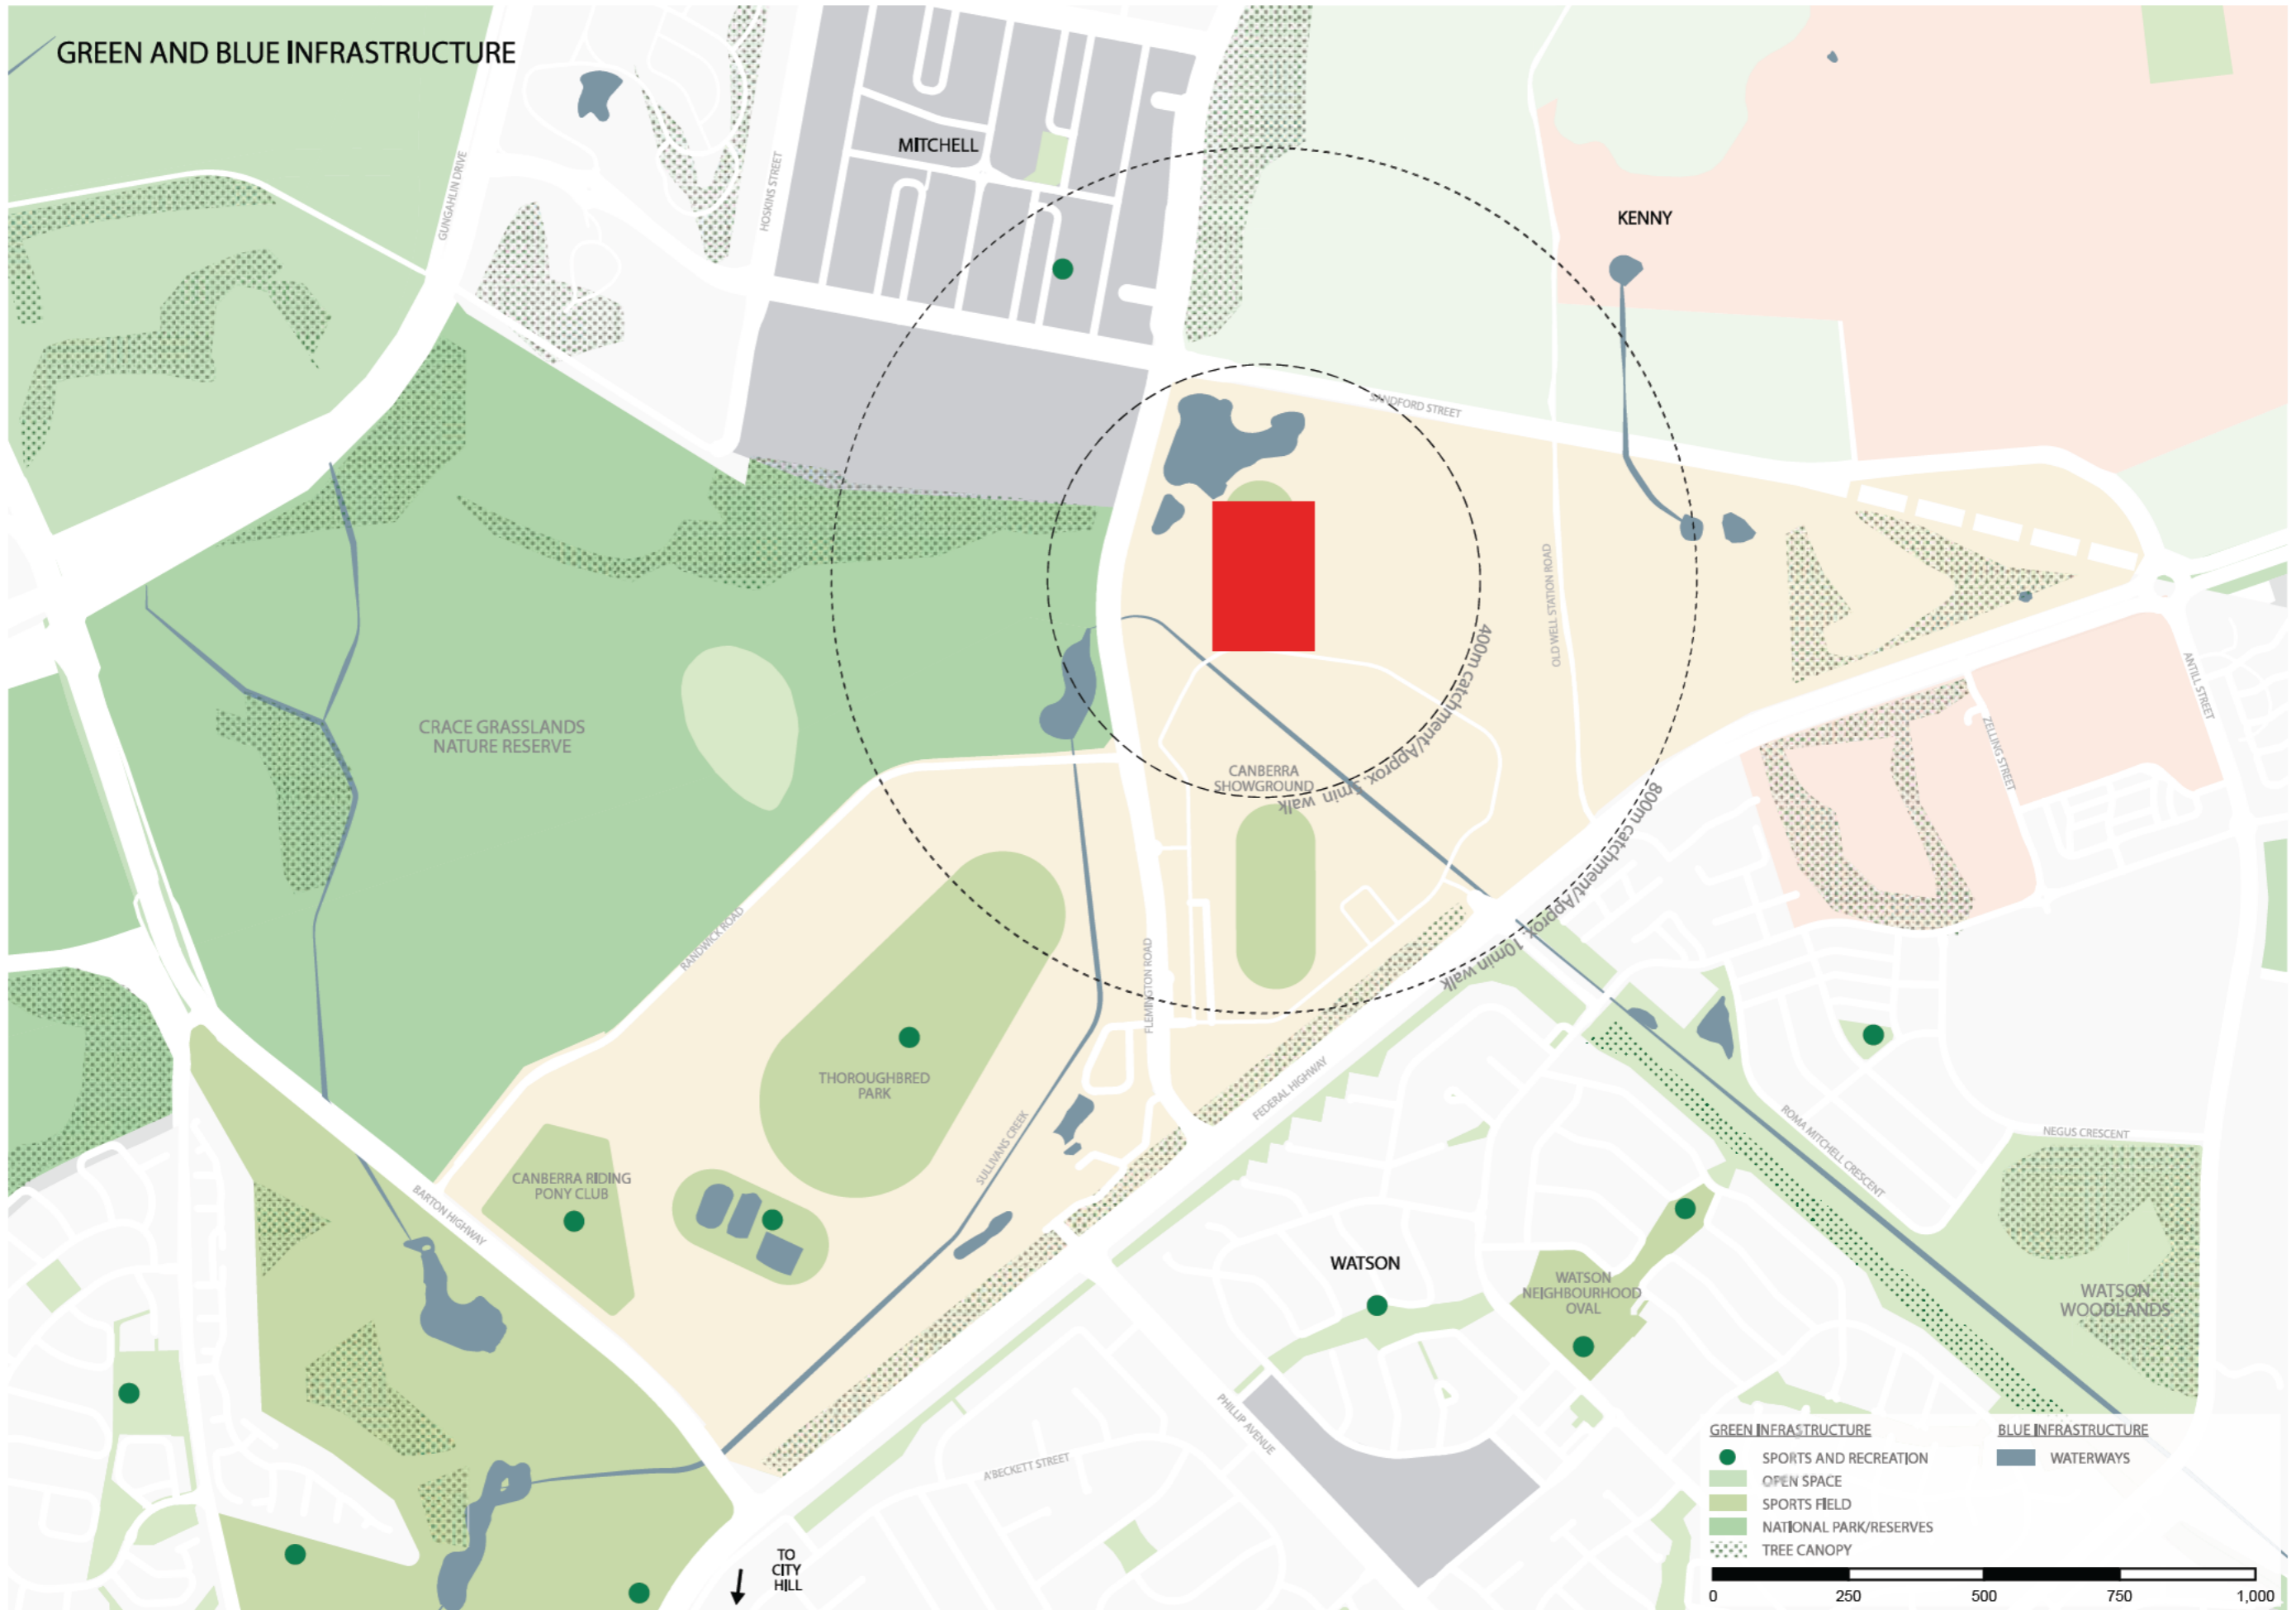 GREEN AND BLUE INFRASTRUCTURE
MITCHELL
GUNGAHLIN DRIVE
HOSKINS STREET
KENNY
SANDFORD STREET
OLD WELL STATION ROAD
400m catchment/Approx. 5min walk
800m catchment/Approx. 10min walk
CRACE GRASSLANDS
NATURE RESERVE
CANBERRA
SHOWGROUND
ANTILL STREET
ZELLING STREET
RANDWICK ROAD
FLEMINGTON ROAD
THOROUGHBRED
PARK
SULLIVANS CREEK
FEDERAL HIGHWAY
CANBERRA RIDING
PONY CLUB
BARTON HIGHWAY
ROMA MITCHELL CRESCENT
NEGUS CRESCENT
WATSON
WATSON
NEIGHBOURHOOD
OVAL
WATSON
WOODLANDS
PHILLIP AVENUE
A'BECKETT STREET
TO
CITY
HILL
GREEN INFRASTRUCTURE
SPORTS AND RECREATION
OPEN SPACE
SPORTS FIELD
NATIONAL PARK/RESERVES
TREE CANOPY
BLUE INFRASTRUCTURE
WATERWAYS
0 250 500 750 1,000